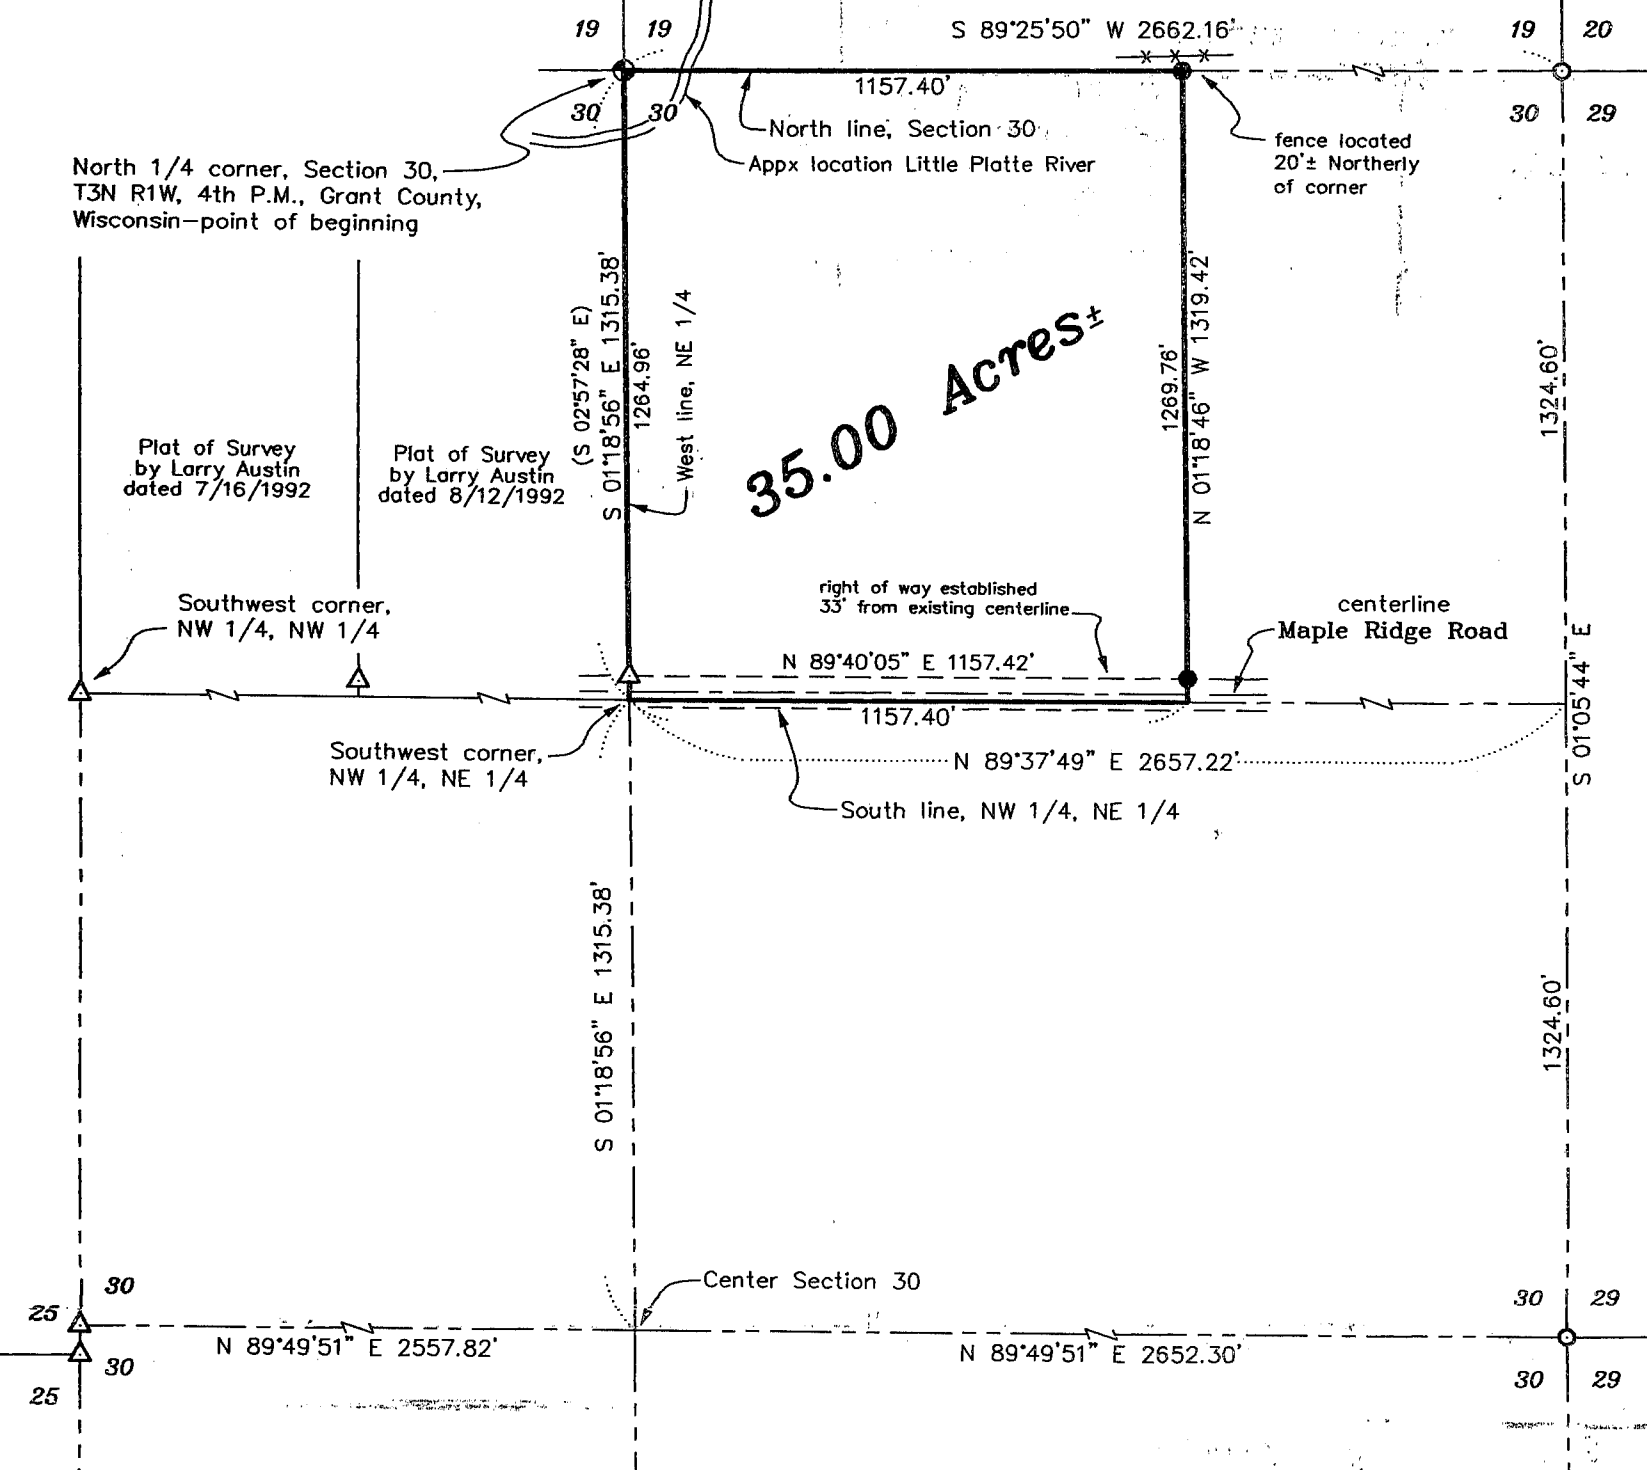 19 19
S 89°25'50" W 2662.16'
19 20
1157.40'
30 30
30 29
North line, Section 30
Appx location Little Platte River
fence located
20'± Northerly
of corner
North 1/4 corner, Section 30,
T3N R1W, 4th P.M., Grant County,
Wisconsin-point of beginning
(S 02°57'28" E)
S 01°18'56" E 1315.38'
1264.96'
West line, NE 1/4
35.00 Acres±
1269.76'
N 01°18'46" W 1319.42'
1324.60'
Plat of Survey
by Larry Austin
dated 7/16/1992
Plat of Survey
by Larry Austin
dated 8/12/1992
Southwest corner,
NW 1/4, NW 1/4
right of way established
33' from existing centerline
centerline
Maple Ridge Road
N 89°40'05" E 1157.42'
1157.40'
S 01°05'44" E
Southwest corner,
NW 1/4, NE 1/4
N 89°37'49" E 2657.22'
South line, NW 1/4, NE 1/4
S 01°18'56" E 1315.38'
1324.60'
Center Section 30
30
25
30
25
N 89°49'51" E 2557.82'
N 89°49'51" E 2652.30'
30 29
30 29